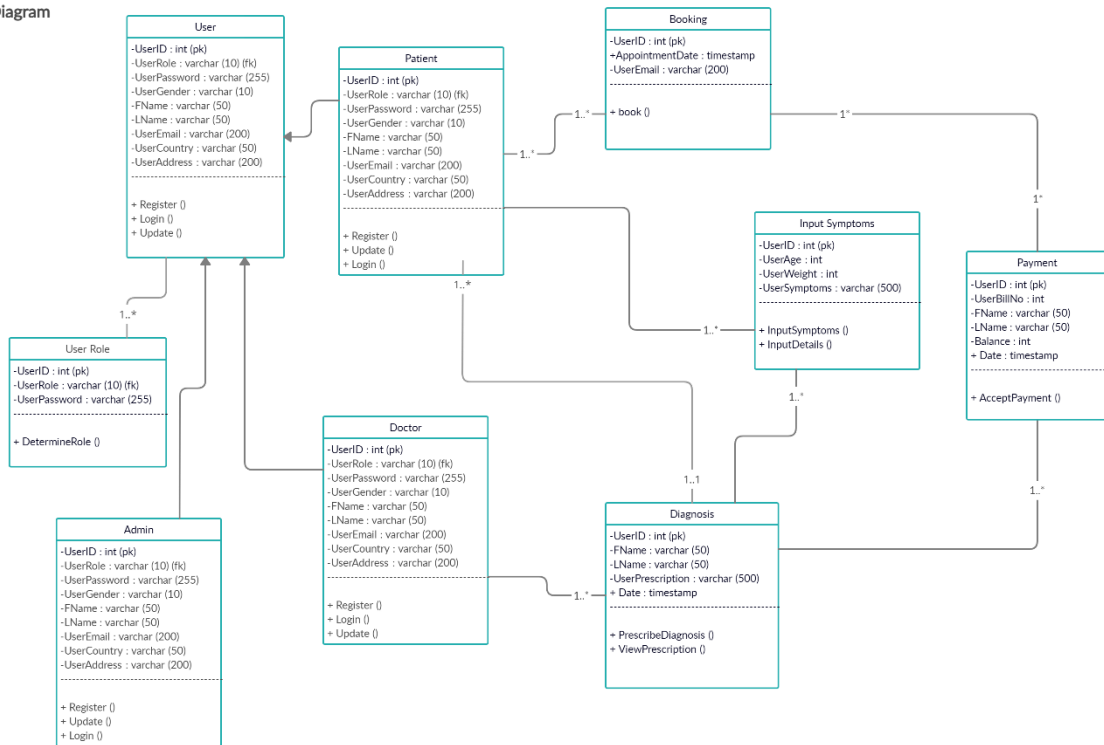 Diagram
User
-UserID : int (pk)
-UserRole : varchar (10) (fk)
-UserPassword : varchar (255)
-UserGender : varchar (10)
-FName : varchar (50)
-LName : varchar (50)
-UserEmail : varchar (200)
-UserCountry : varchar (50)
-UserAddress : varchar (200)
+ Register ()
+ Login ()
+ Update ()
Patient
-UserID : int (pk)
-UserRole : varchar (10) (fk)
-UserPassword : varchar (255)
-UserGender : varchar (10)
-FName : varchar (50)
-LName : varchar (50)
-UserEmail : varchar (200)
-UserCountry : varchar (50)
-UserAddress : varchar (200)
+ Register ()
+ Update ()
+ Login ()
Booking
-UserID : int (pk)
+AppointmentDate : timestamp
-UserEmail : varchar (200)
+ book ()
1..*
1..*
1*
1*
Input Symptoms
-UserID : int (pk)
-UserAge : int
-UserWeight : int
-UserSymptoms : varchar (500)
+ InputSymptoms ()
+ InputDetails ()
Payment
-UserID : int (pk)
-UserBillNo : int
-FName : varchar (50)
-LName : varchar (50)
-Balance : int
+ Date : timestamp
+ AcceptPayment ()
1..*
1..*
1..*
1..*
User Role
-UserID : int (pk)
-UserRole : varchar (10) (fk)
-UserPassword : varchar (255)
+ DetermineRole ()
Doctor
-UserID : int (pk)
-UserRole : varchar (10) (fk)
-UserPassword : varchar (255)
-UserGender : varchar (10)
-FName : varchar (50)
-LName : varchar (50)
-UserEmail : varchar (200)
-UserCountry : varchar (50)
-UserAddress : varchar (200)
+ Register ()
+ Login ()
+ Update ()
1..1
1..*
1..*
Admin
-UserID : int (pk)
-UserRole : varchar (10) (fk)
-UserPassword : varchar (255)
-UserGender : varchar (10)
-FName : varchar (50)
-LName : varchar (50)
-UserEmail : varchar (200)
-UserCountry : varchar (50)
-UserAddress : varchar (200)
+ Register ()
+ Update ()
+ Login ()
Diagnosis
-UserID : int (pk)
-FName : varchar (50)
-LName : varchar (50)
-UserPrescription : varchar (500)
+ Date : timestamp
+ PrescribeDiagnosis ()
+ ViewPrescription ()